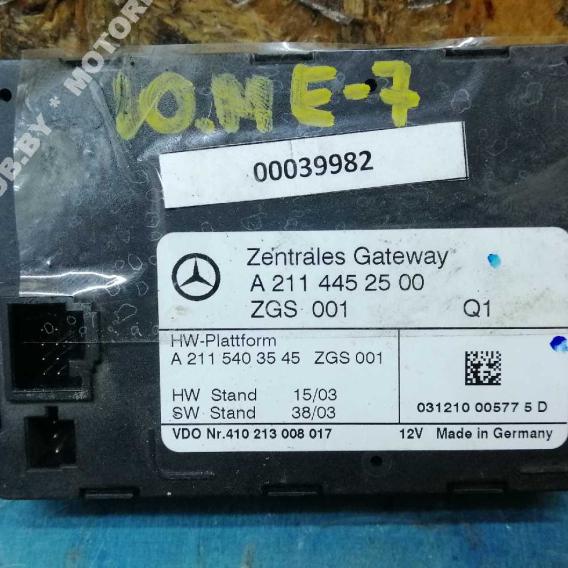 10.M E-7
00039982
Zentrales Gateway
A 211 445 25 00
ZGS 001 Q1
HW-Plattform
A 211 540 35 45 ZGS 001
HW Stand 15/03
SW Stand 38/03
031210 00577 5 D
VDO Nr.410 213 008 017 12V Made in Germany